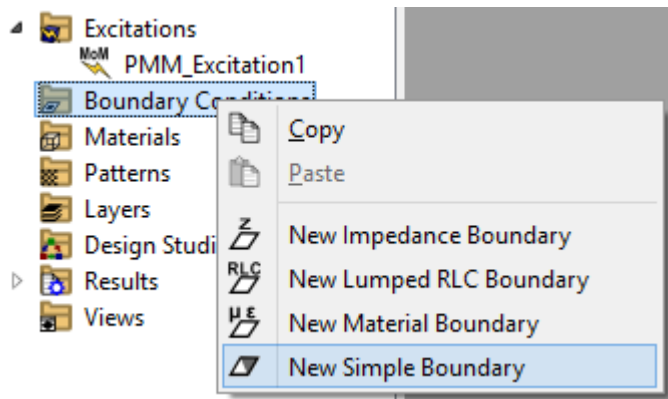 Excitations
MoM
PMM_Excitation1
Boundary Conditions
Materials
Patterns
Layers
Design Studi
Results
Views
Copy
Paste
Z
New Impedance Boundary
RLC
New Lumped RLC Boundary
μ ε
New Material Boundary
New Simple Boundary